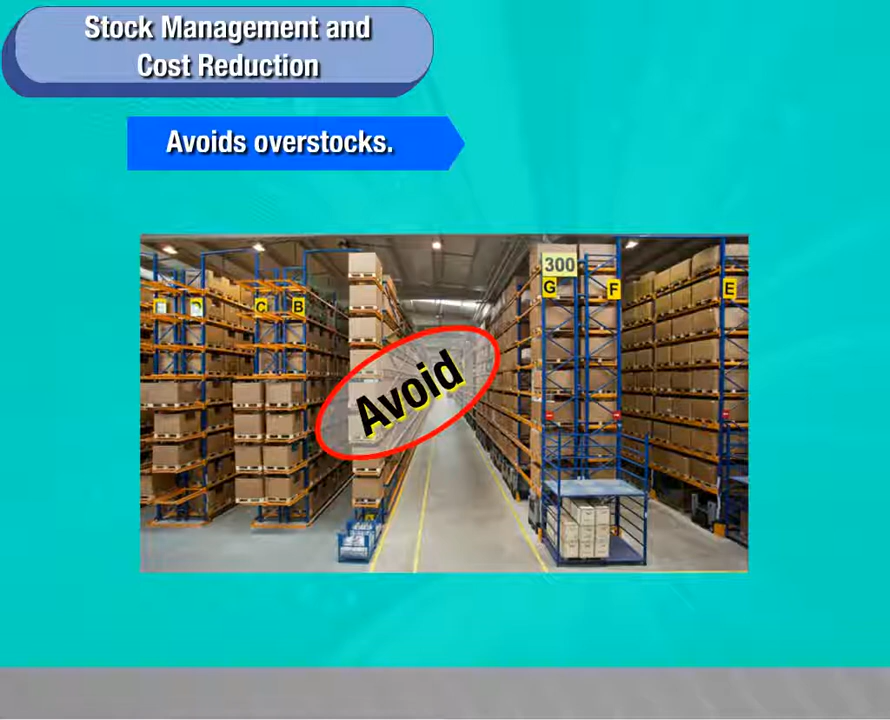 Stock Management and
Cost Reduction
Avoids overstocks.
300
G
F
E
C
B
Avoid